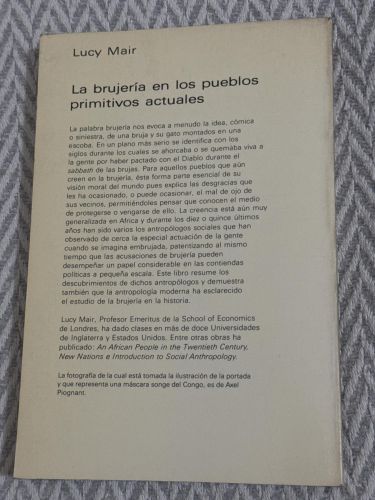 Lucy Mair
La brujería en los pueblos
primitivos actuales
La palabra brujería nos evoca a menudo la idea, cómica
o siniestra, de una bruja y su gato montados en una
escoba. En un plano más serio se identifica con los
siglos durante los cuales se ahorcaba o se quemaba viva a
la gente por haber pactado con el Diablo durante el
sabbath de las brujas. Para aquellos pueblos que aún
creen en la brujería, ésta forma parte esencial de su
visión moral del mundo pues explica las desgracias que
les ha ocasionado, o puede ocasionar, el mal de ojo de
sus vecinos, permitiéndoles pensar que conocen el medio
de protegerse o vengarse de ello. La creencia está aún muy
generalizada en Africa y durante los diez o quince últimos
años han sido varios los antropólogos sociales que han
observado de cerca la especial actuación de la gente
cuando se imagina embrujada, patentizando al mismo
tiempo que las acusaciones de brujería pueden
desempeñar un papel considerable en las contiendas
políticas a pequeña escala. Este libro resume los
descubrimientos de dichos antropólogos y demuestra
también que la antropología moderna ha esclarecido
el estudio de la brujería en la historia.
Lucy Mair, Profesor Emeritus de la School of Economics
de Londres, ha dado clases en más de doce Universidades
de Inglaterra y Estados Unidos. Entre otras obras ha
publicado: An African People in the Twentieth Century,
New Nations e Introduction to Social Anthropology.
La fotografía de la cual está tomada la ilustración de la portada
y que representa una máscara songe del Congo, es de Axel
Piognant.